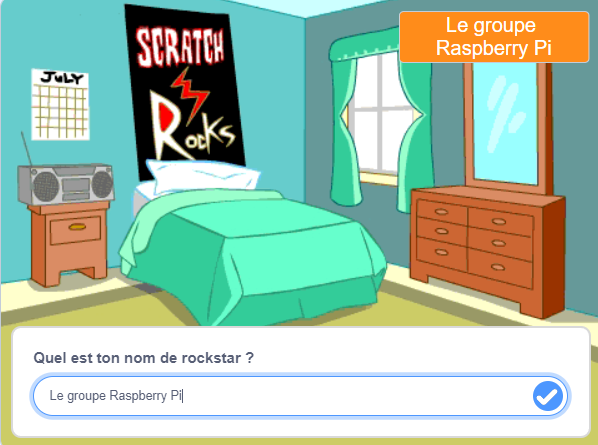 Le groupe
Raspberry Pi
SCRATCH
Rocks
JULY
Quel est ton nom de rockstar ?
Le groupe Raspberry Pi